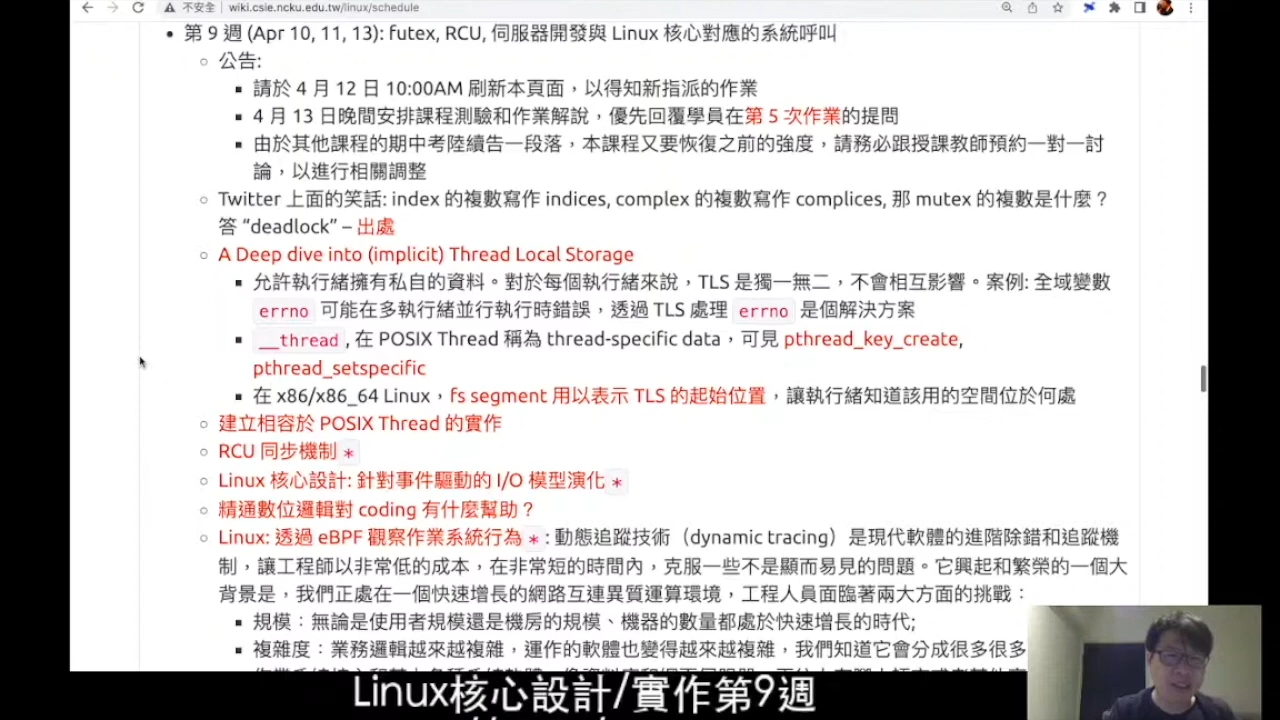 不安全 wiki.csie.ncku.edu.tw/linux/schedule
第 9 週 (Apr 10, 11, 13): futex, RCU, 伺服器開發與 Linux 核心對應的系統呼叫
公告:
請於 4 月 12 日 10:00AM 刷新本頁面，以得知新指派的作業
4 月 13 日晚間安排課程測驗和作業解說，優先回覆學員在第 5 次作業的提問
由於其他課程的期中考陸續告一段落，本課程又要恢復之前的強度，請務必跟授課教師預約一對一討
論，以進行相關調整
Twitter 上面的笑話: index 的複數寫作 indices, complex 的複數寫作 complices, 那 mutex 的複數是什麼？
答 “deadlock” – 出處
A Deep dive into (implicit) Thread Local Storage
允許執行緒擁有私自的資料。對於每個執行緒來說，TLS 是獨一無二，不會相互影響。案例: 全域變數
errno 可能在多執行緒並行執行時錯誤，透過 TLS 處理 errno 是個解決方案
__thread , 在 POSIX Thread 稱為 thread-specific data，可見 pthread_key_create,
pthread_setspecific
在 x86/x86_64 Linux，fs segment 用以表示 TLS 的起始位置，讓執行緒知道該用的空間位於何處
建立相容於 POSIX Thread 的實作
RCU 同步機制 *
Linux 核心設計: 針對事件驅動的 I/O 模型演化 *
精通數位邏輯對 coding 有什麼幫助？
Linux: 透過 eBPF 觀察作業系統行為 * : 動態追蹤技術（dynamic tracing）是現代軟體的進階除錯和追蹤機
制，讓工程師以非常低的成本，在非常短的時間內，克服一些不是顯而易見的問題。它興起和繁榮的一個大
背景是，我們正處在一個快速增長的網路互連異質運算環境，工程人員面臨著兩大方面的挑戰：
規模：無論是使用者規模還是機房的規模、機器的數量都處於快速增長的時代;
複雜度：業務邏輯越來越複雜，運作的軟體也變得越來越複雜，我們知道它會分成很多很多
Linux核心設計/實作第9週